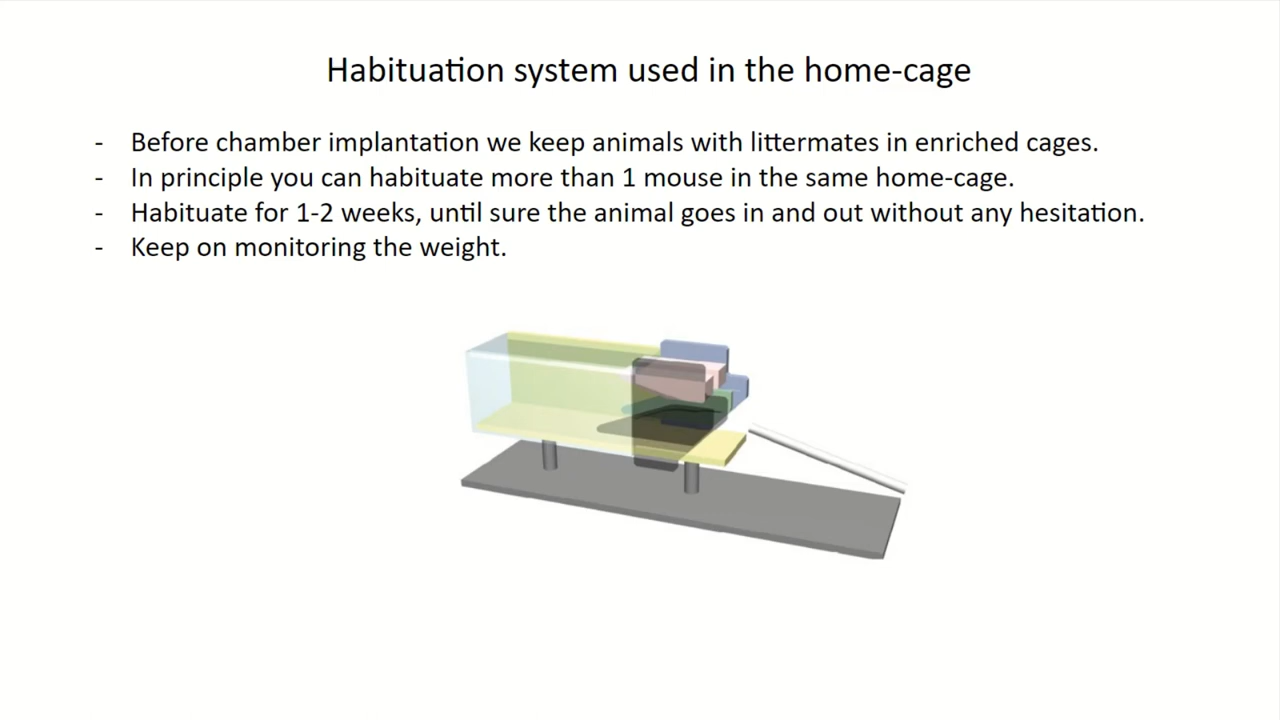 Habituation system used in the home-cage
- Before chamber implantation we keep animals with littermates in enriched cages.
- In principle you can habituate more than 1 mouse in the same home-cage.
- Habituate for 1-2 weeks, until sure the animal goes in and out without any hesitation.
- Keep on monitoring the weight.